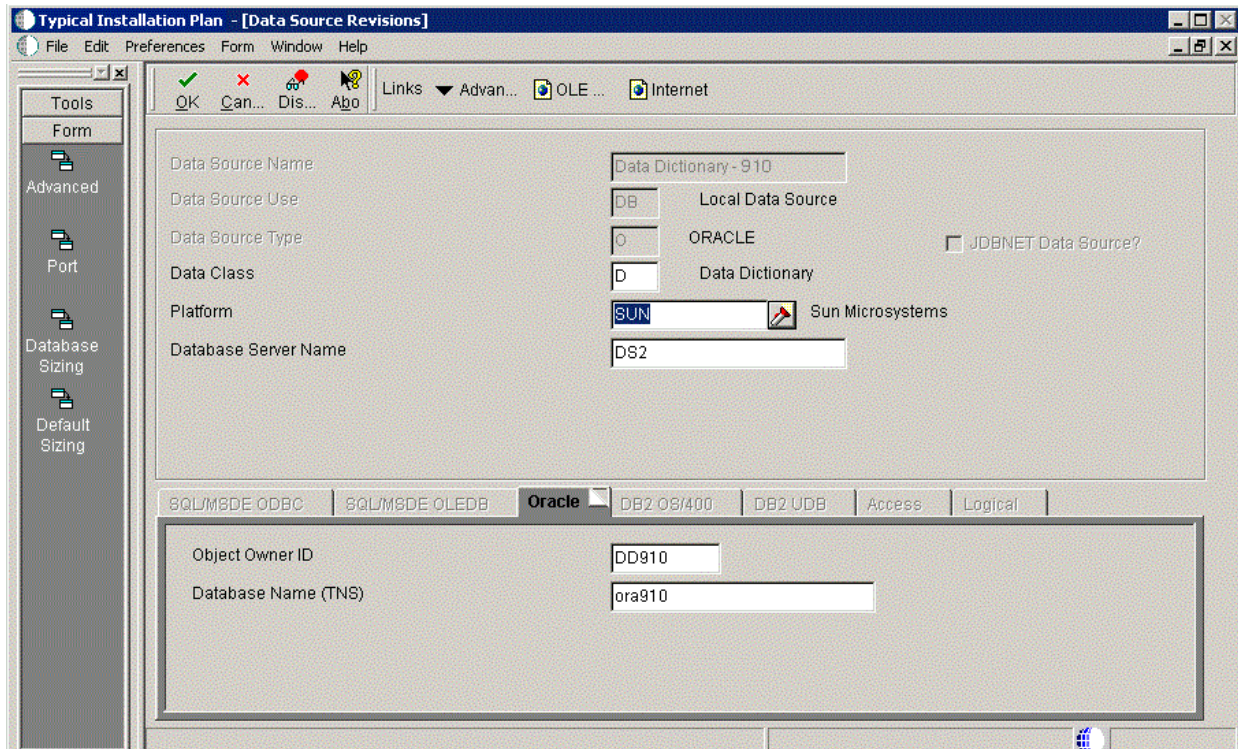 Typical Installation Plan - [Data Source Revisions]
File Edit Preferences Form Window Help
Tools
Form
Advanced
Port
Database
Sizing
Default
Sizing
OK Can... Dis... Abo Links Advan... OLE ... Internet
Data Source Name Data Dictionary - 910
Data Source Use DB Local Data Source
Data Source Type O ORACLE JDBNET Data Source?
Data Class D Data Dictionary
Platform SUN Sun Microsystems
Database Server Name DS2
SQL/MSDE ODBC SQL/MSDE OLEDB Oracle DB2 OS/400 DB2 UDB Access Logical
Object Owner ID DD910
Database Name (TNS) ora910